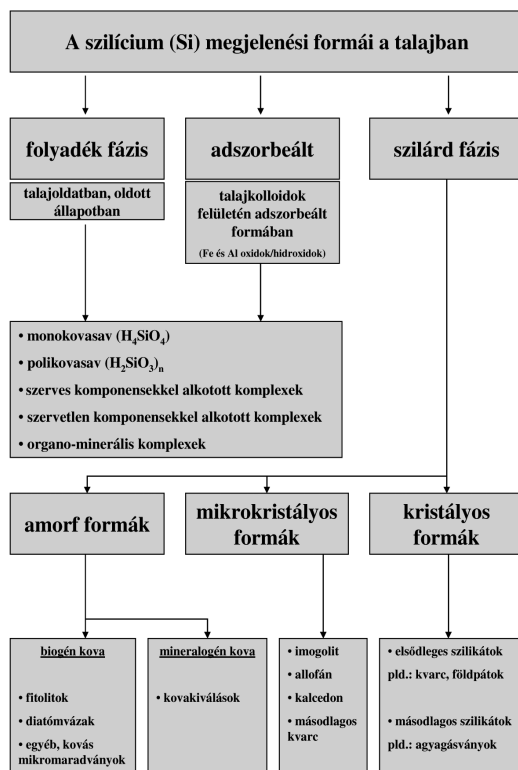 A szilícium (Si) megjelenési formái a talajban
folyadék fázis
talajoldatban, oldott
állapotban
adszorbeált
talajkolloidok
felületén adszorbeált
formában
(Fe és Al oxidok/hidroxidok)
szilárd fázis
• monokovasav (H₄SiO₄)
• polikovasav (H₂SiO₃)ₙ
• szerves komponensekkel alkotott komplexek
• szervetlen komponensekkel alkotott komplexek
• organo-minerális komplexek
amorf formák
mikrokristályos
formák
kristályos
formák
biogén kova
• fitolitok
• diatómvázak
• egyéb, kovás
mikromaradványok
mineralogén kova
• kovakiválások
• imogolit
• allofán
• kalcedon
• másodlagos
kvarc
• elsődleges szilikátok
pld.: kvarc, földpátok
• másodlagos szilikátok
pld.: agyagásványok